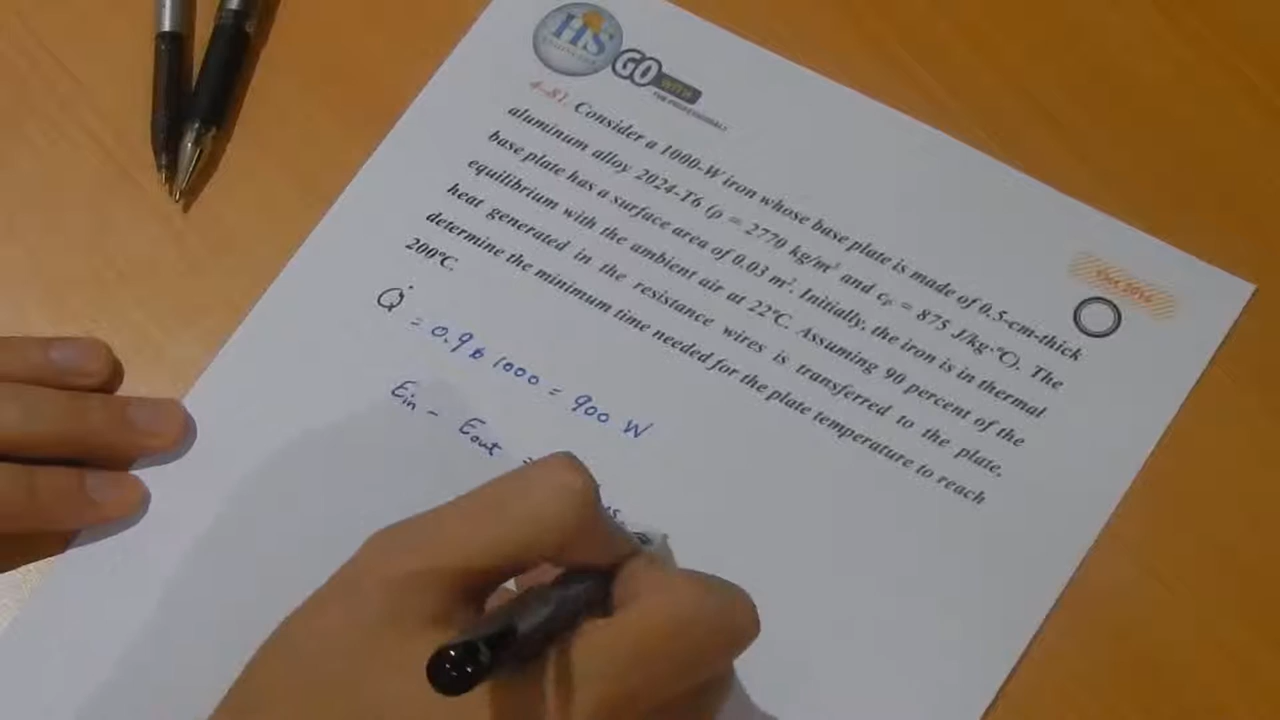 HiS
GO WITH
THE PROFESSIONALS
4-81. Consider a 1000-W iron whose base plate is made of 0.5-cm-thick
aluminum alloy 2024-T6 (ρ = 2770 kg/m³ and cₚ = 875 J/kg·°C). The
base plate has a surface area of 0.03 m². Initially, the iron is in thermal
equilibrium with the ambient air at 22°C. Assuming 90 percent of the
heat generated in the resistance wires is transferred to the plate,
determine the minimum time needed for the plate temperature to reach
200°C.
Q̇
= 0.9 * 1000 = 900 W
Ein - Eout =